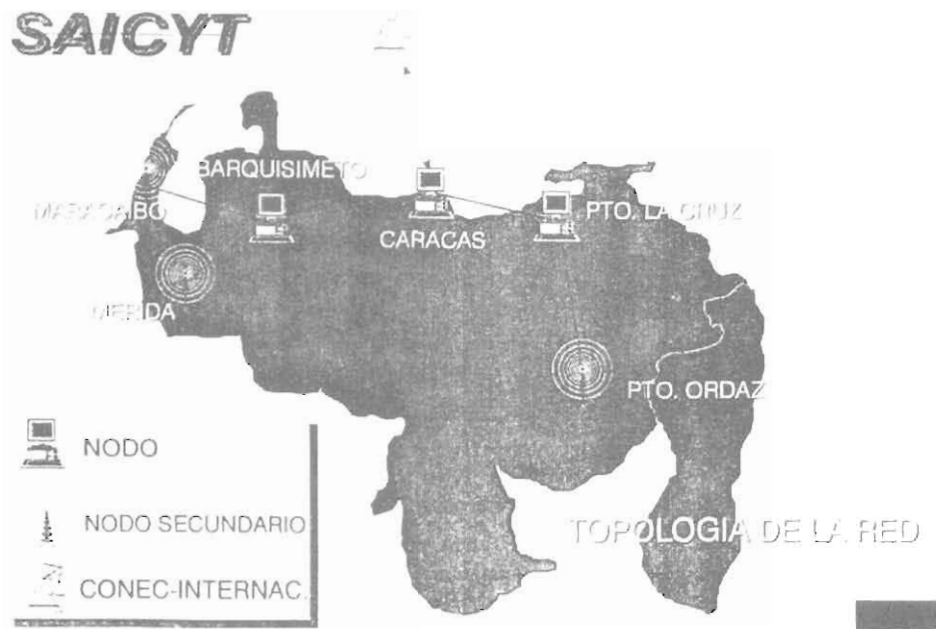 SAICYT
BARQUISIMETO
MARACAIBO
CARACAS
PTO. LA CRUZ
MERIDA
PTO. ORDAZ
NODO
NODO SECUNDARIO
CONEC-INTERNAC.
TOPOLOGIA DE LA RED